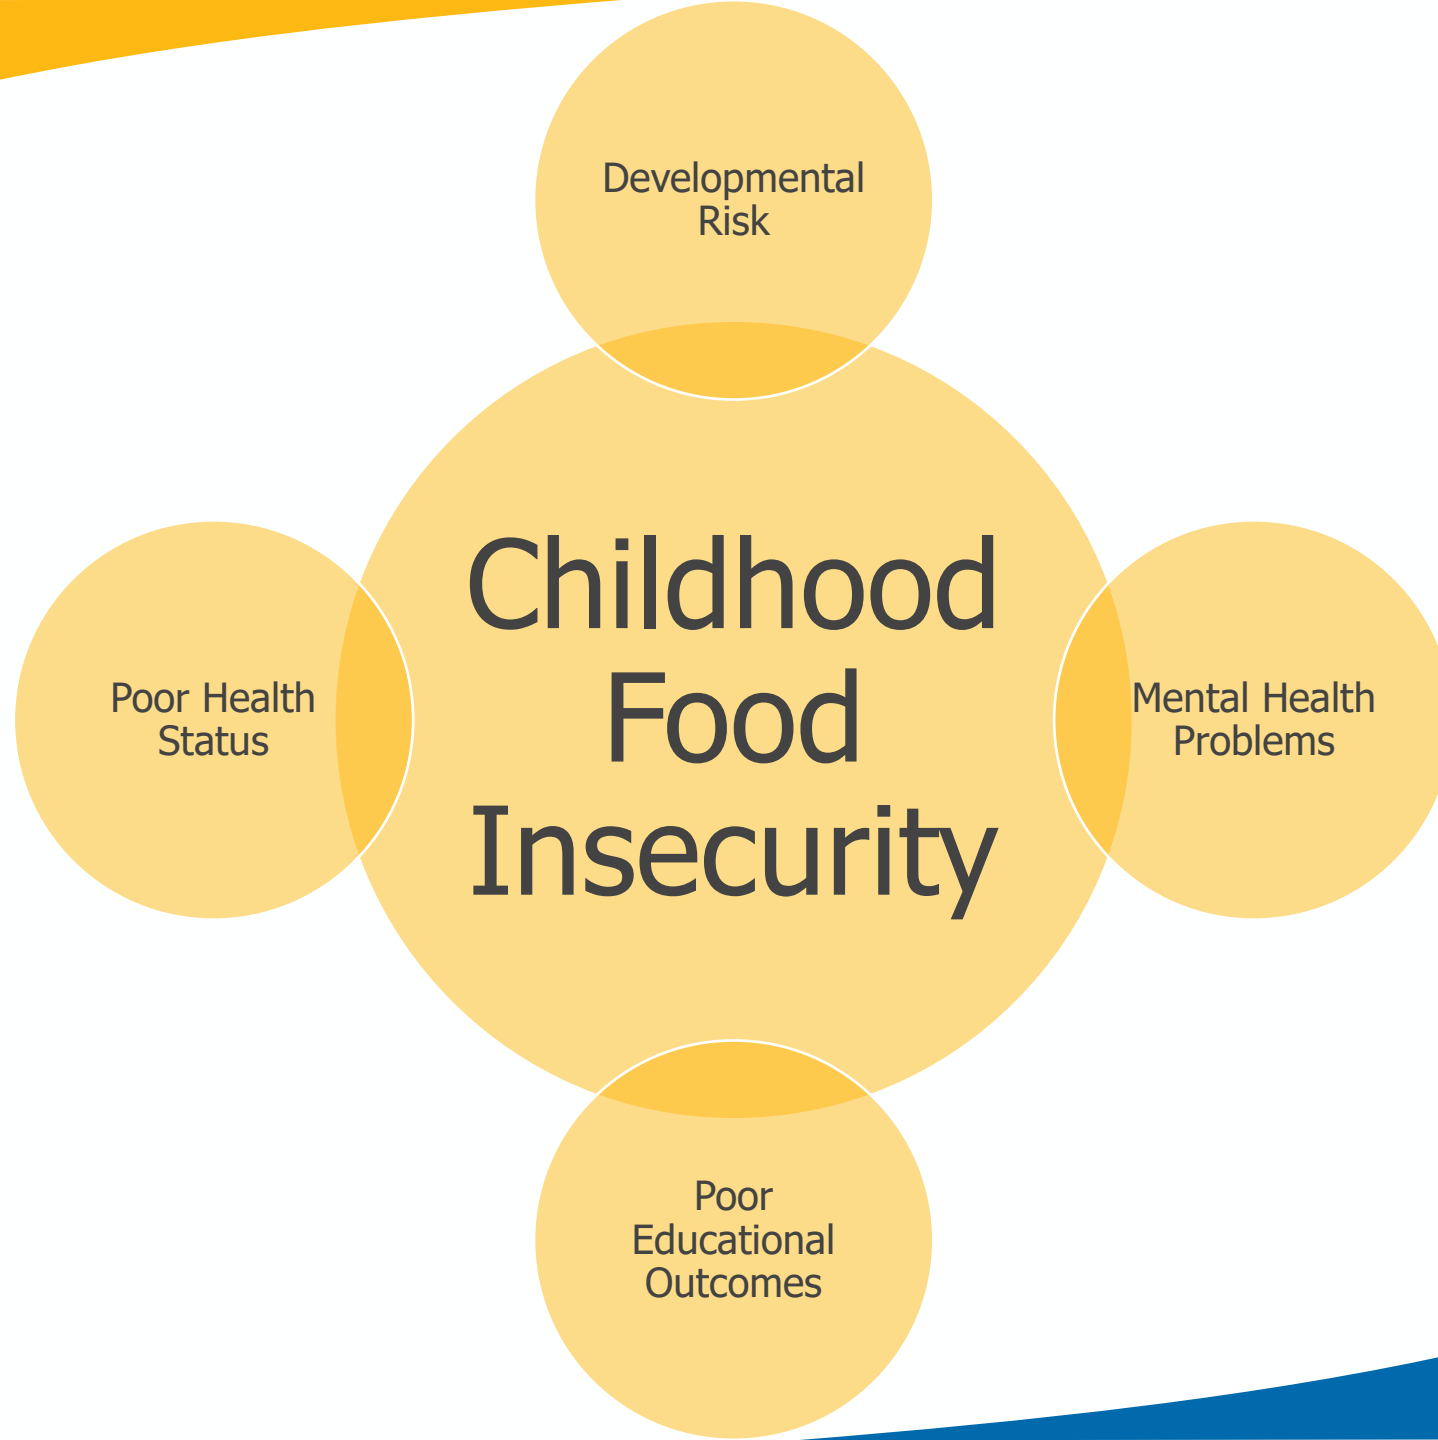 Developmental
Risk
Childhood
Food
Insecurity
Poor Health
Status
Mental Health
Problems
Poor
Educational
Outcomes